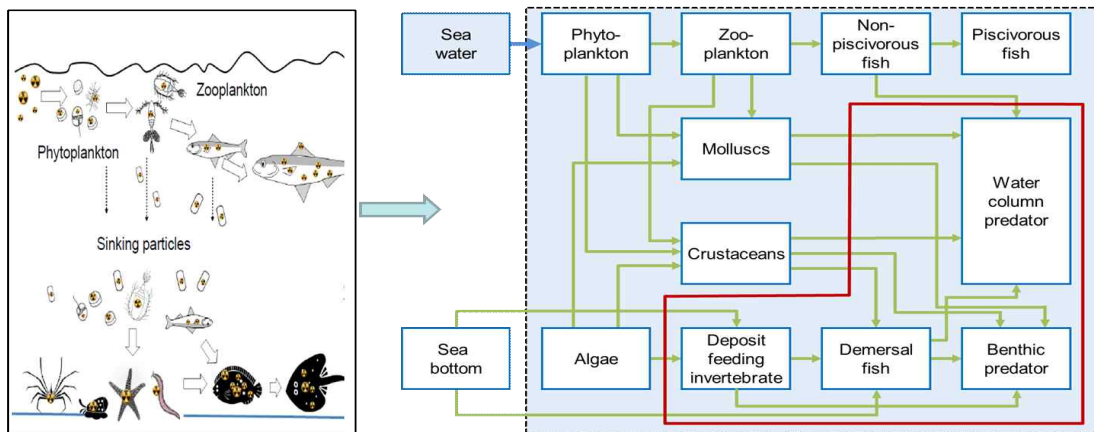 Zooplankton
Phytoplankton
Sinking particles
Sea
water
Phyto-
plankton
Zoo-
plankton
Non-
piscivorous
fish
Piscivorous
fish
Molluscs
Water
column
predator
Crustaceans
Sea
bottom
Algae
Deposit
feeding
invertebrate
Demersal
fish
Benthic
predator